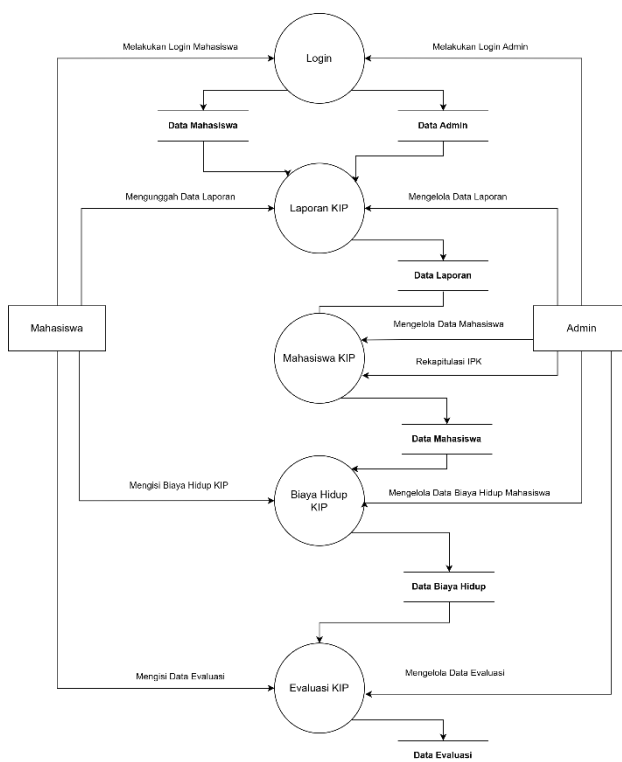 Melakukan Login Mahasiswa
Login
Melakukan Login Admin
Data Mahasiswa
Data Admin
Mengunggah Data Laporan
Laporan KIP
Mengelola Data Laporan
Data Laporan
Mahasiswa
Mengelola Data Mahasiswa
Admin
Mahasiswa KIP
Rekapitulasi IPK
Data Mahasiswa
Mengisi Biaya Hidup KIP
Biaya Hidup
KIP
Mengelola Data Biaya Hidup Mahasiswa
Data Biaya Hidup
Mengisi Data Evaluasi
Evaluasi KIP
Mengelola Data Evaluasi
Data Evaluasi